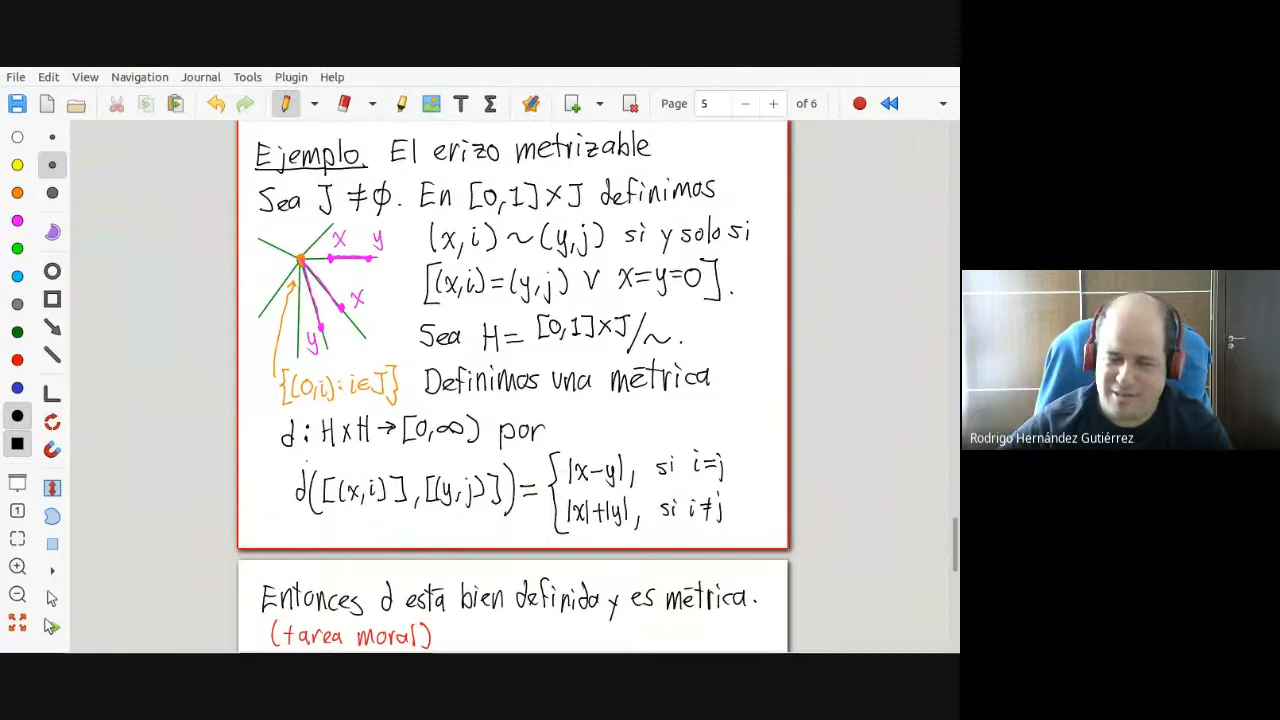 File Edit View Navigation Journal Tools Plugin Help
Page 5 of 6
Ejemplo. El erizo metrizable
Sea J ≠ ∅. En [0,1]×J definimos
(x,i) ~ (y,j) si y solo si
[(x,i)=(y,j) ∨ x=y=0].
x y
x
y
Sea H = [0,1]×J/~.
{(0,i): i∈J} Definimos una métrica
d: H×H→[0,∞) por
d([(x,i)],[(y,j)]) = { |x-y|, si i=j
|x|+|y|, si i≠j
Entonces d está bien definida y es métrica.
(tarea moral)
Rodrigo Hernández Gutiérrez